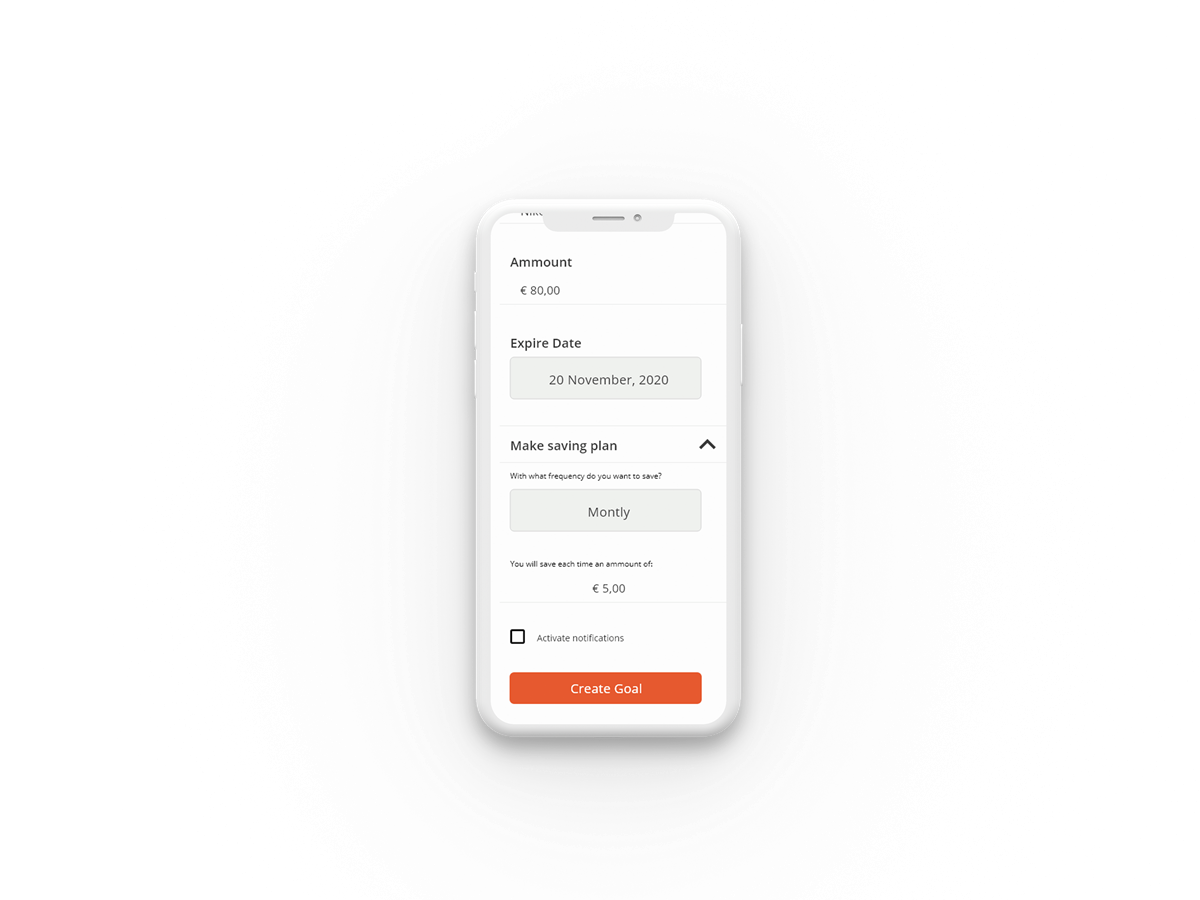 Ammount
€ 80,00
Expire Date
20 November, 2020
Make saving plan
With what frequency do you want to save?
Montly
You will save each time an ammount of:
€ 5,00
Activate notifications
Create Goal